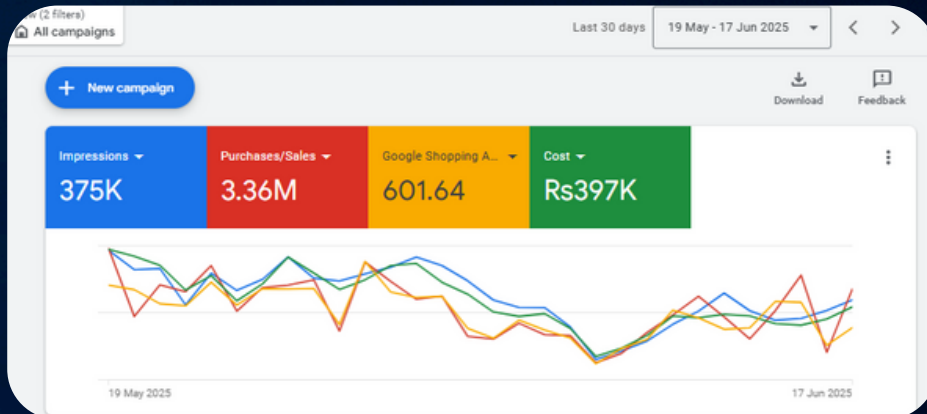 (2 filters)
All campaigns
Last 30 days
19 May - 17 Jun 2025
New campaign
Download
Feedback
Impressions
Purchases/Sales
Google Shopping A...
Cost
375K
3.36M
601.64
Rs397K
19 May 2025
17 Jun 2025